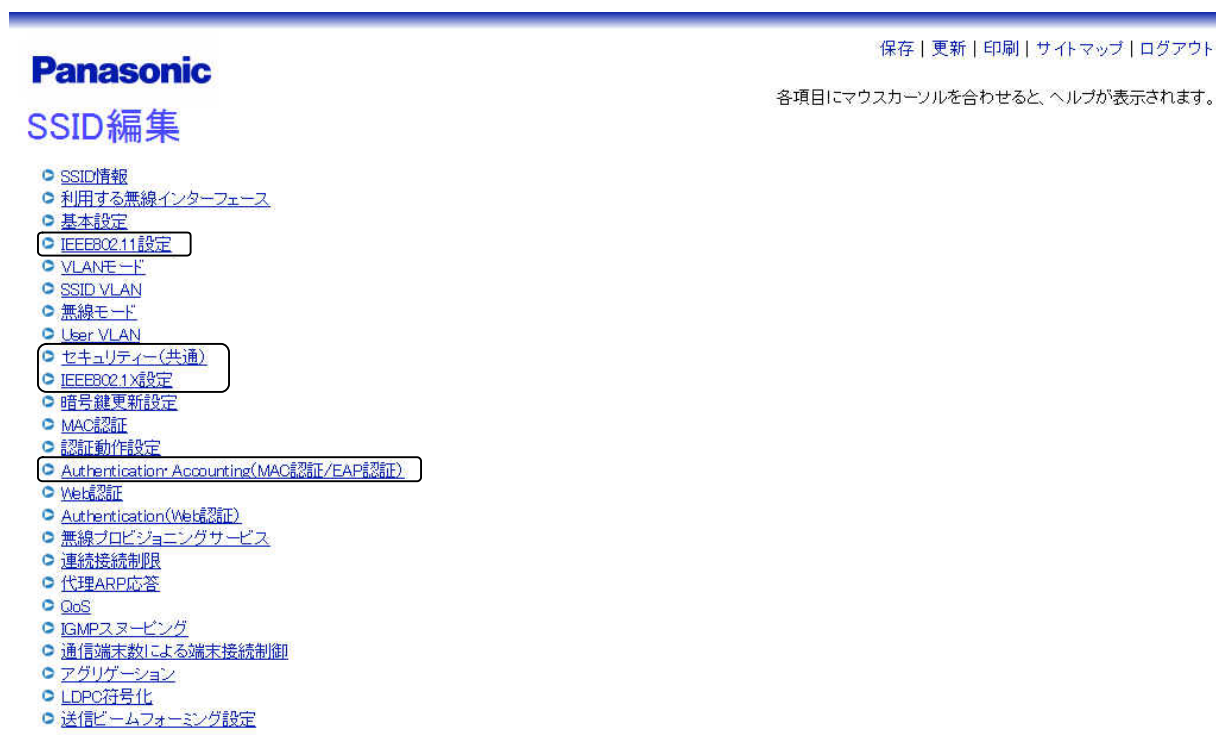 保存 | 更新 | 印刷 | サイトマップ | ログアウト
Panasonic
各項目にマウスカーソルを合わせると、ヘルプが表示されます。
SSID編集
SSID情報
利用する無線インターフェース
基本設定
IEEE802.11設定
VLANモード
SSID VLAN
無線モード
User VLAN
セキュリティー(共通)
IEEE802.1X設定
暗号鍵更新設定
MAC認証
認証動作設定
Authentication・Accounting(MAC認証/EAP認証)
Web認証
Authentication(Web認証)
無線プロビジョニングサービス
連続接続制限
代理ARP応答
QoS
IGMPスヌーピング
通信端末数による端末接続制御
アグリゲーション
LDPC符号化
送信ビームフォーミング設定